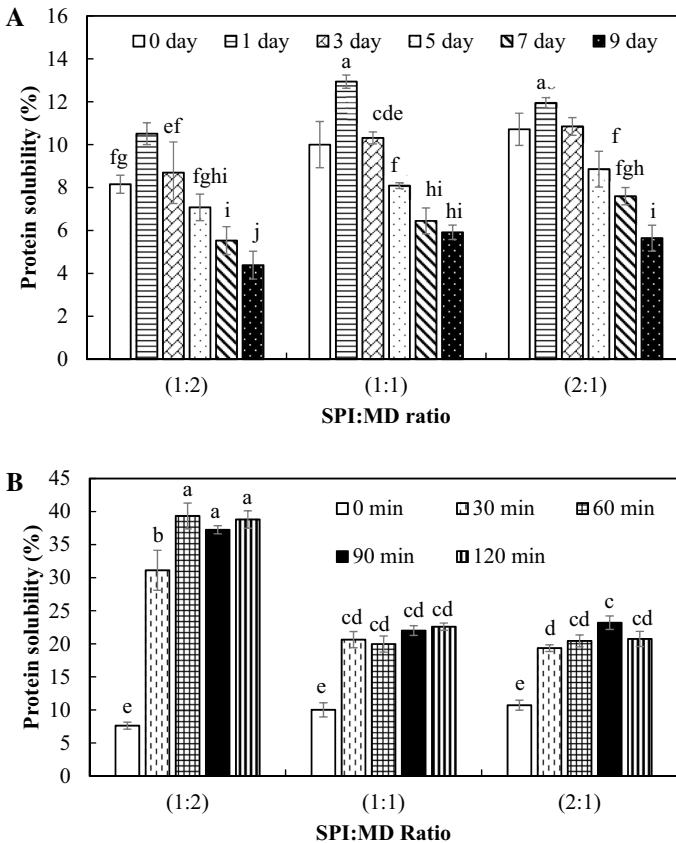 A
16
14
12
10
8
6
4
2
0
Protein solubility (%)
0 day 1 day 3 day 5 day 7 day 9 day
fg ef fghi i j
a cde f hi hi
f fgh i
(1:2) (1:1) (2:1)
SPI:MD ratio
B
45
40
35
30
25
20
15
10
5
0
Protein solubility (%)
0 min 30 min 60 min
90 min 120 min
e b a a a
e cd cd cd cd
e d cd c cd
(1:2) (1:1) (2:1)
SPI:MD Ratio